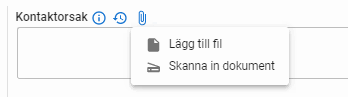 Kontaktorsak
Lägg till fil
Skanna in dokument